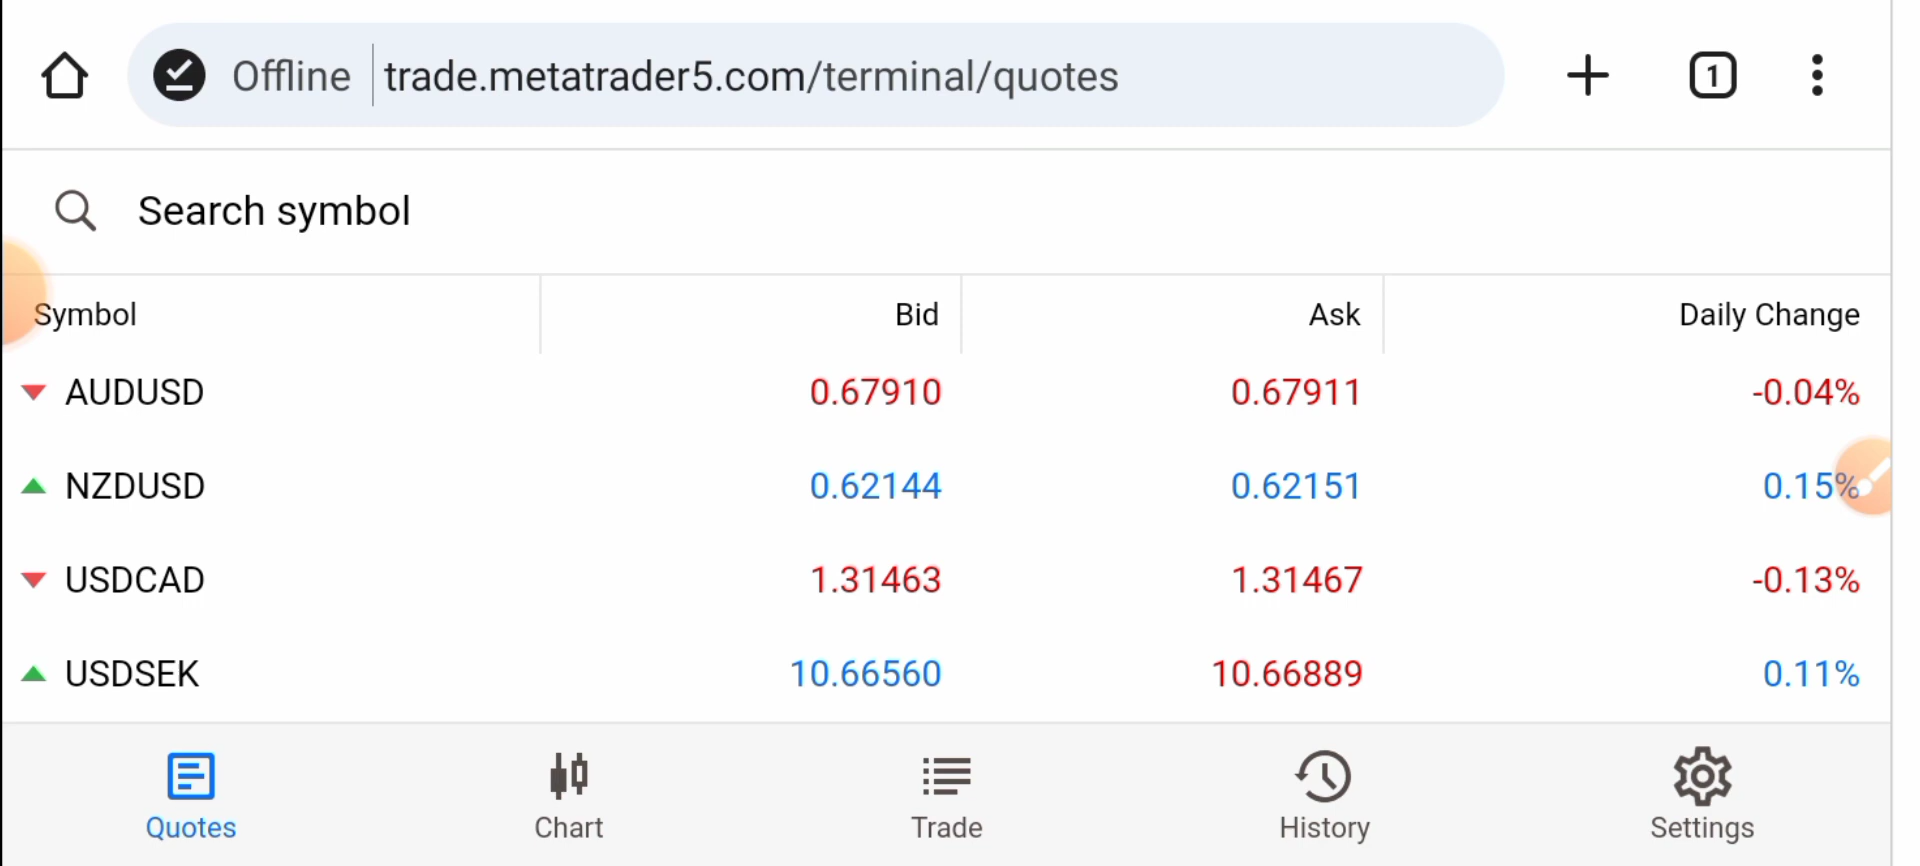 Offline trade.metatrader5.com/terminal/quotes 1
Search symbol
Symbol Bid Ask Daily Change
AUDUSD 0.67910 0.67911 -0.04%
NZDUSD 0.62144 0.62151 0.15%
USDCAD 1.31463 1.31467 -0.13%
USDSEK 10.66560 10.66889 0.11%
Quotes Chart Trade History Settings